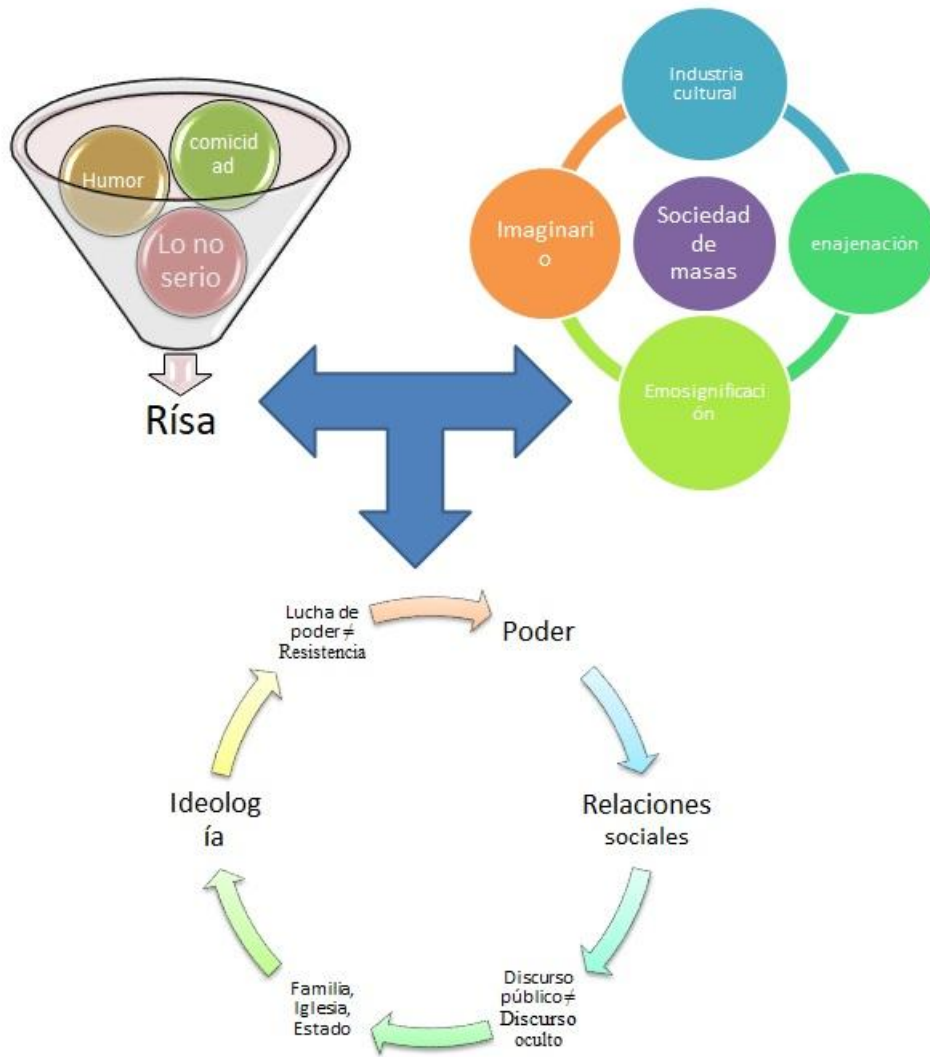 Humor
comicid
ad
Lo no
serio
Rísa
Industria
cultural
Imaginari
o
Sociedad
de
masas
enajenación
Emosignificaci
ón
Lucha de
poder≠
Resistencia
Poder
Ideolog
ía
Relaciones
sociales
Familia,
Iglesia,
Estado
Discurso
público≠
Discurso
oculto